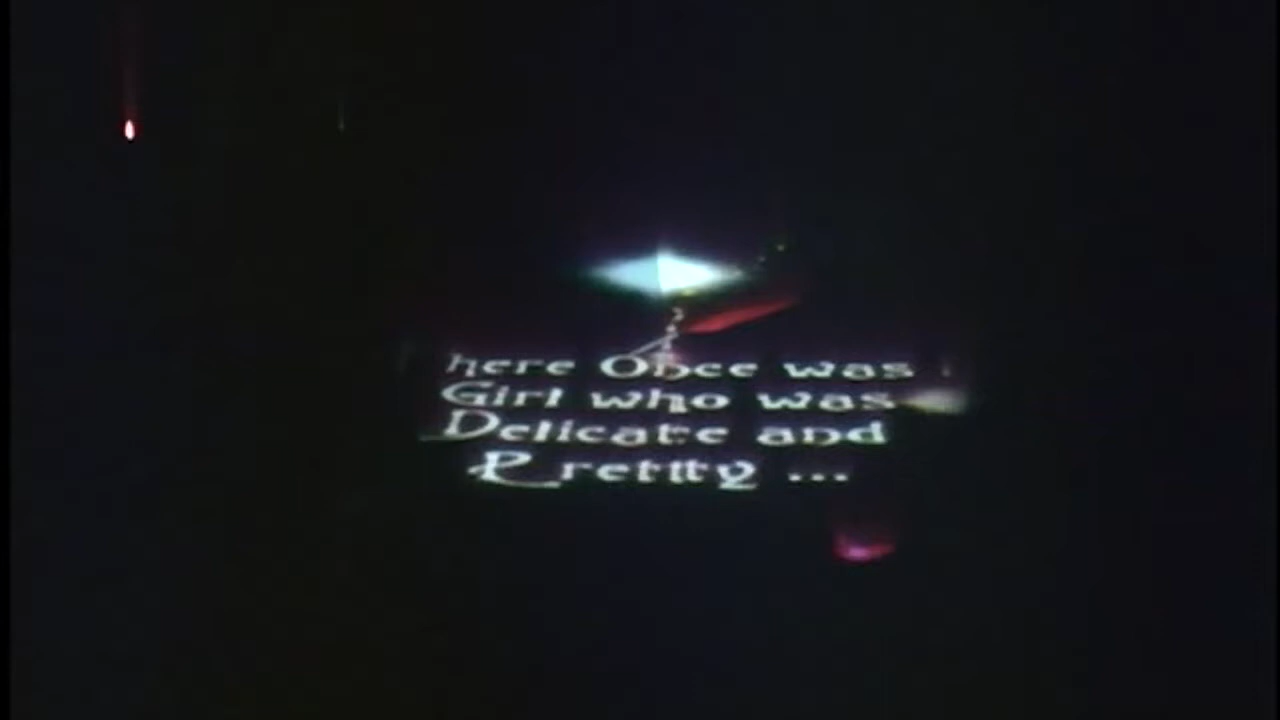 here Once was
Girl who was
Delicate and
Pretty ...